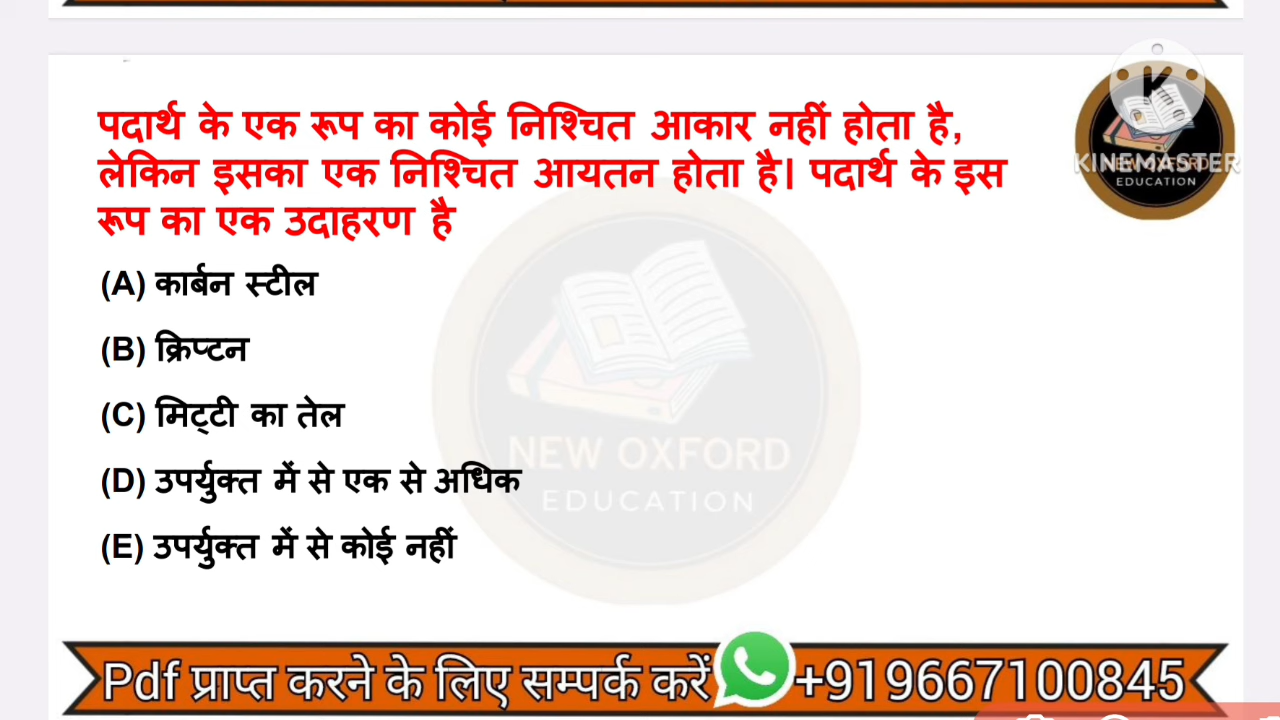 पदार्थ के एक रूप का कोई निश्चित आकार नहीं होता है,
लेकिन इसका एक निश्चित आयतन होता है। पदार्थ के इस
रूप का एक उदाहरण है
(A) कार्बन स्टील
(B) क्रिप्टन
(C) मिट्टी का तेल
(D) उपर्युक्त में से एक से अधिक
(E) उपर्युक्त में से कोई नहीं
NEW OXFORD
EDUCATION
K
KINEMASTER
EDUCATION
Pdf प्राप्त करने के लिए सम्पर्क करें +919667100845